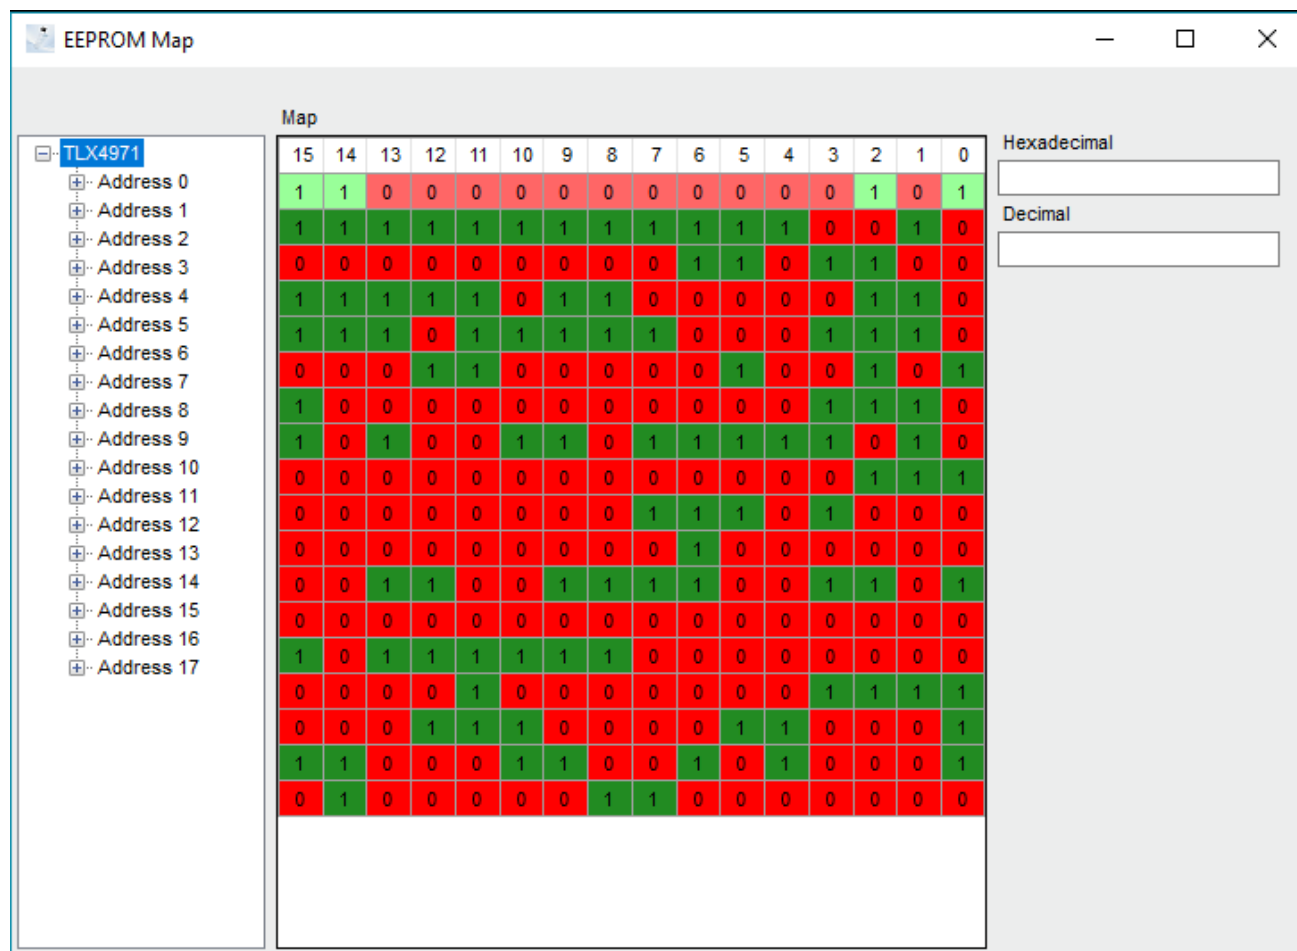 EEPROM Map
Map
TLX4971
Address 0
Address 1
Address 2
Address 3
Address 4
Address 5
Address 6
Address 7
Address 8
Address 9
Address 10
Address 11
Address 12
Address 13
Address 14
Address 15
Address 16
Address 17
15 14 13 12 11 10 9 8 7 6 5 4 3 2 1 0
1 1 0 0 0 0 0 0 0 0 0 0 0 1 0 1
1 1 1 1 1 1 1 1 1 1 1 1 0 0 1 0
0 0 0 0 0 0 0 0 0 1 1 0 1 1 0 0
1 1 1 1 1 0 1 1 0 0 0 0 0 1 1 0
1 1 1 0 1 1 1 1 1 0 0 0 1 1 1 0
0 0 0 1 1 0 0 0 0 0 1 0 0 1 0 1
1 0 0 0 0 0 0 0 0 0 0 0 1 1 1 0
1 0 1 0 0 1 1 0 1 1 1 1 1 0 1 0
0 0 0 0 0 0 0 0 0 0 0 0 0 1 1 1
0 0 0 0 0 0 0 0 1 1 1 0 1 0 0 0
0 0 0 0 0 0 0 0 0 1 0 0 0 0 0 0
0 0 1 1 0 0 1 1 1 1 0 0 1 1 0 1
0 0 0 0 0 0 0 0 0 0 0 0 0 0 0 0
1 0 1 1 1 1 1 1 0 0 0 0 0 0 0 0
0 0 0 0 1 0 0 0 0 0 0 0 1 1 1 1
0 0 0 1 1 1 0 0 0 0 1 1 0 0 0 1
1 1 0 0 0 1 1 0 0 1 0 1 0 0 0 1
0 1 0 0 0 0 0 1 1 0 0 0 0 0 0 0
Hexadecimal
Decimal